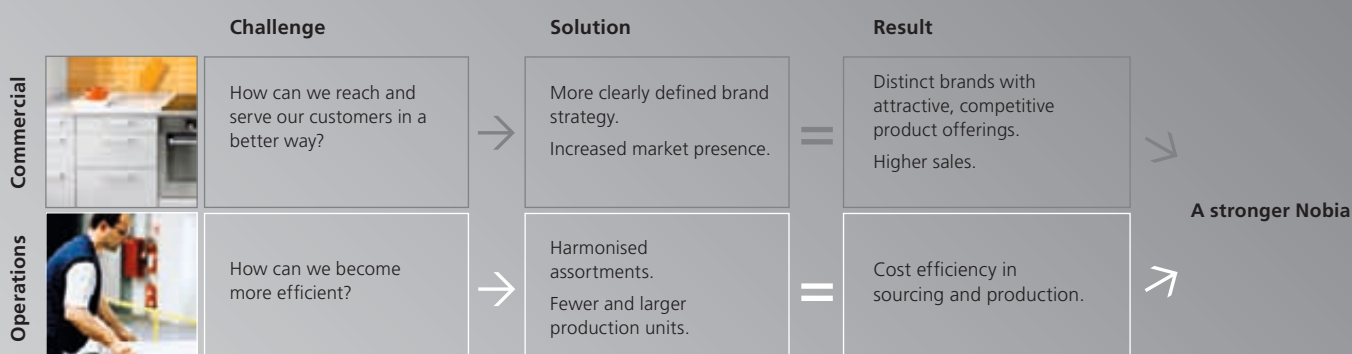 Challenge
Solution
Result
Commercial
How can we reach and
serve our customers in a
better way?
More clearly defined brand
strategy.
Increased market presence.
Distinct brands with
attractive, competitive
product offerings.
Higher sales.
A stronger Nobia
Operations
How can we become
more efficient?
Harmonised
assortments.
Fewer and larger
production units.
Cost efficiency in
sourcing and production.